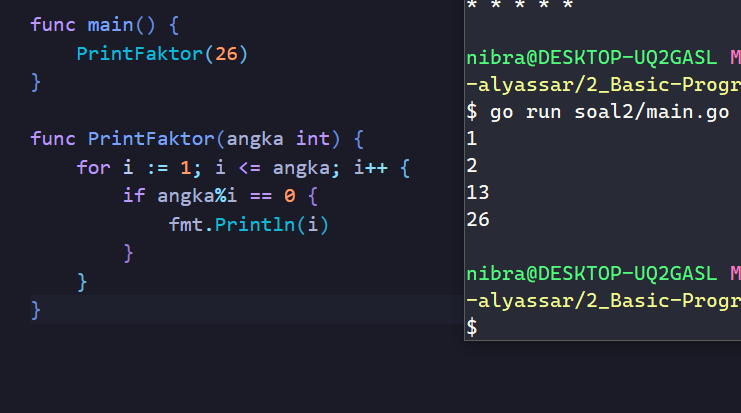 func main() {
    PrintFaktor(26)
}
func PrintFaktor(angka int) {
    for i := 1; i <= angka; i++ {
        if angka%i == 0 {
            fmt.Println(i)
        }
    }
}
* * * * *
nibra@DESKTOP-UQ2GASL M
-alyassar/2_Basic-Progr
$ go run soal2/main.go
1
2
13
26
nibra@DESKTOP-UQ2GASL M
-alyassar/2_Basic-Progr
$